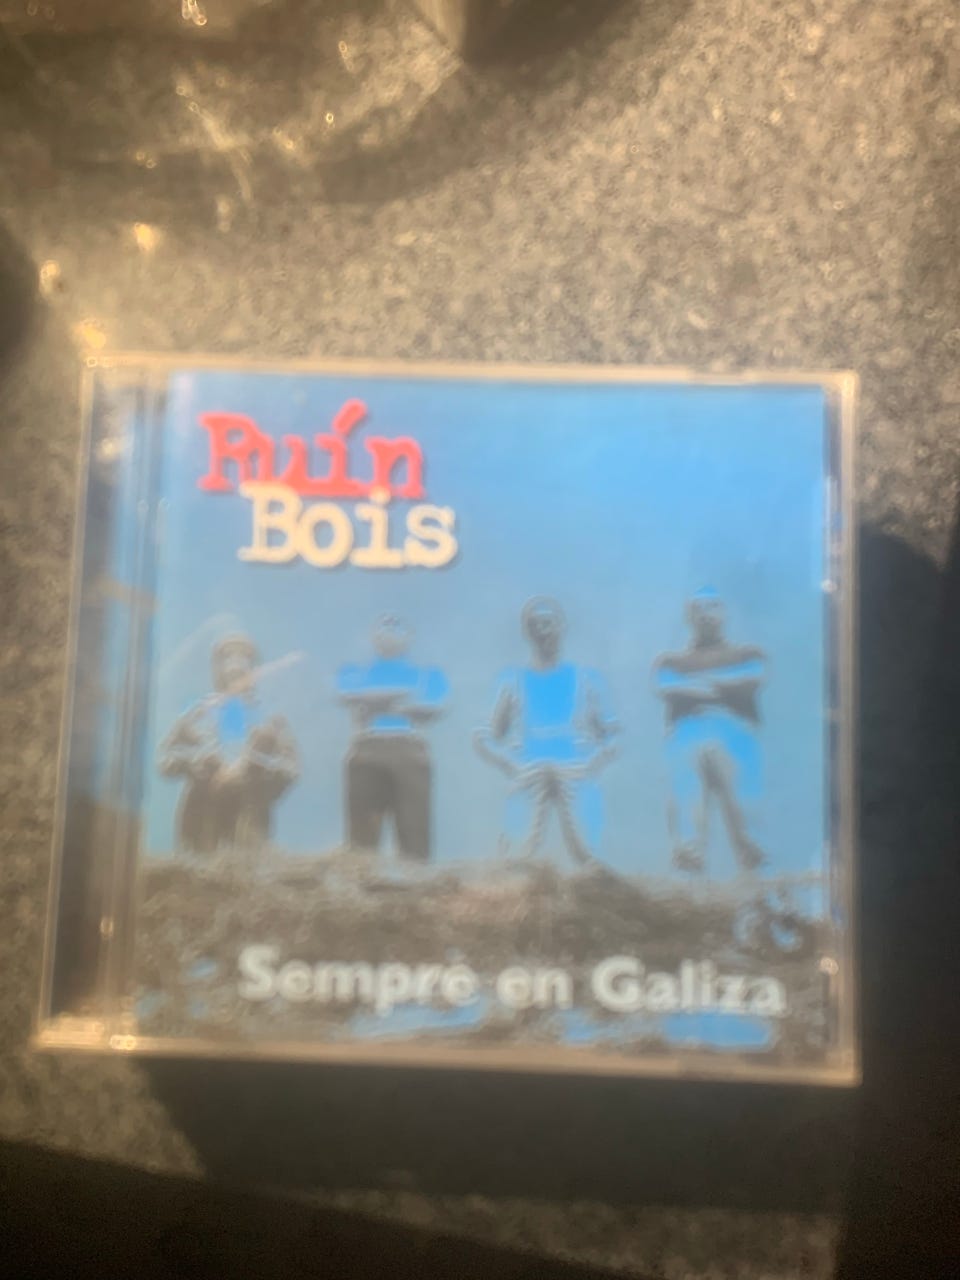 Ruín
Bois
Sempre en Galiza